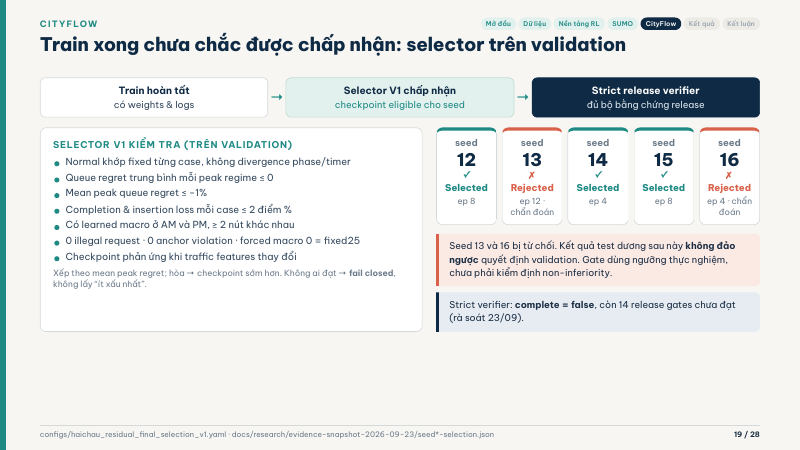 CITYFLOW
Mở đầu
Dữ liệu
Nền tảng RL
SUMO
CityFlow
Kết quả
Kết luận
Train xong chưa chắc được chấp nhận: selector trên validation
Train hoàn tất
có weights & logs
→
Selector V1 chấp nhận
checkpoint eligible cho seed
→
Strict release verifier
đủ bộ bằng chứng release
SELECTOR V1 KIỂM TRA (TRÊN VALIDATION)
Normal khớp fixed từng case, không divergence phase/timer
Queue regret trung bình mỗi peak regime ≤ 0
Mean peak queue regret ≤ −1%
Completion & insertion loss mỗi case ≤ 2 điểm %
Có learned macro ở AM và PM, ≥ 2 nút khác nhau
0 illegal request · 0 anchor violation · forced macro 0 = fixed25
Checkpoint phản ứng khi traffic features thay đổi
Xếp theo mean peak regret; hòa → checkpoint sớm hơn. Không ai đạt → fail closed,
không lấy “ít xấu nhất”.
seed
12
✓
Selected
ep 8
seed
13
✗
Rejected
ep 12 ·
chẩn đoán
seed
14
✓
Selected
ep 4
seed
15
✓
Selected
ep 8
seed
16
✗
Rejected
ep 4 · chẩn
đoán
Seed 13 và 16 bị từ chối. Kết quả test dương sau này không đảo
ngược quyết định validation. Gate dùng ngưỡng thực nghiệm,
chưa phải kiểm định non-inferiority.
Strict verifier: complete = false, còn 14 release gates chưa đạt
(rà soát 23/09).
configs/haichau_residual_final_selection_v1.yaml · docs/research/evidence-snapshot-2026-09-23/seed*-selection.json
19 / 28